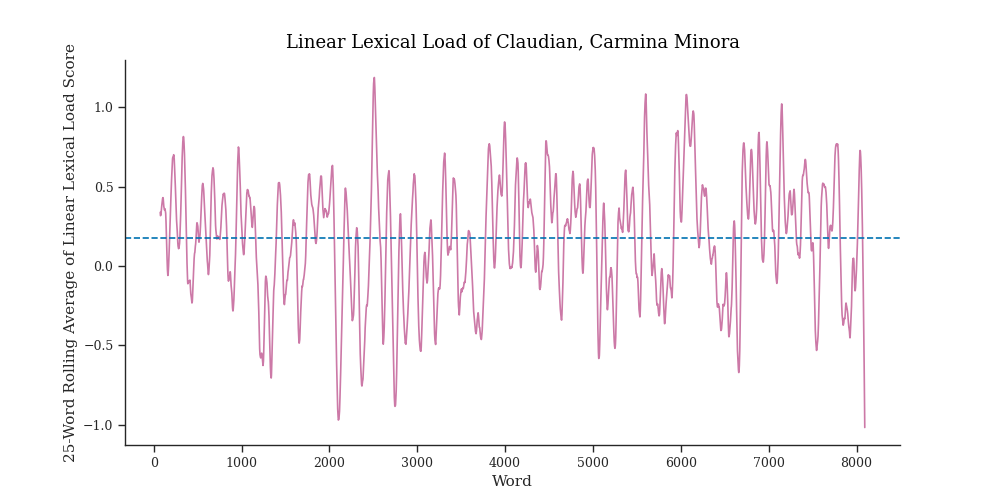 Linear Lexical Load of Claudian, Carmina Minora
25-Word Rolling Average of Linear Lexical Load Score
1.0
0.5
0.0
−0.5
−1.0
0 1000 2000 3000 4000 5000 6000 7000 8000
Word